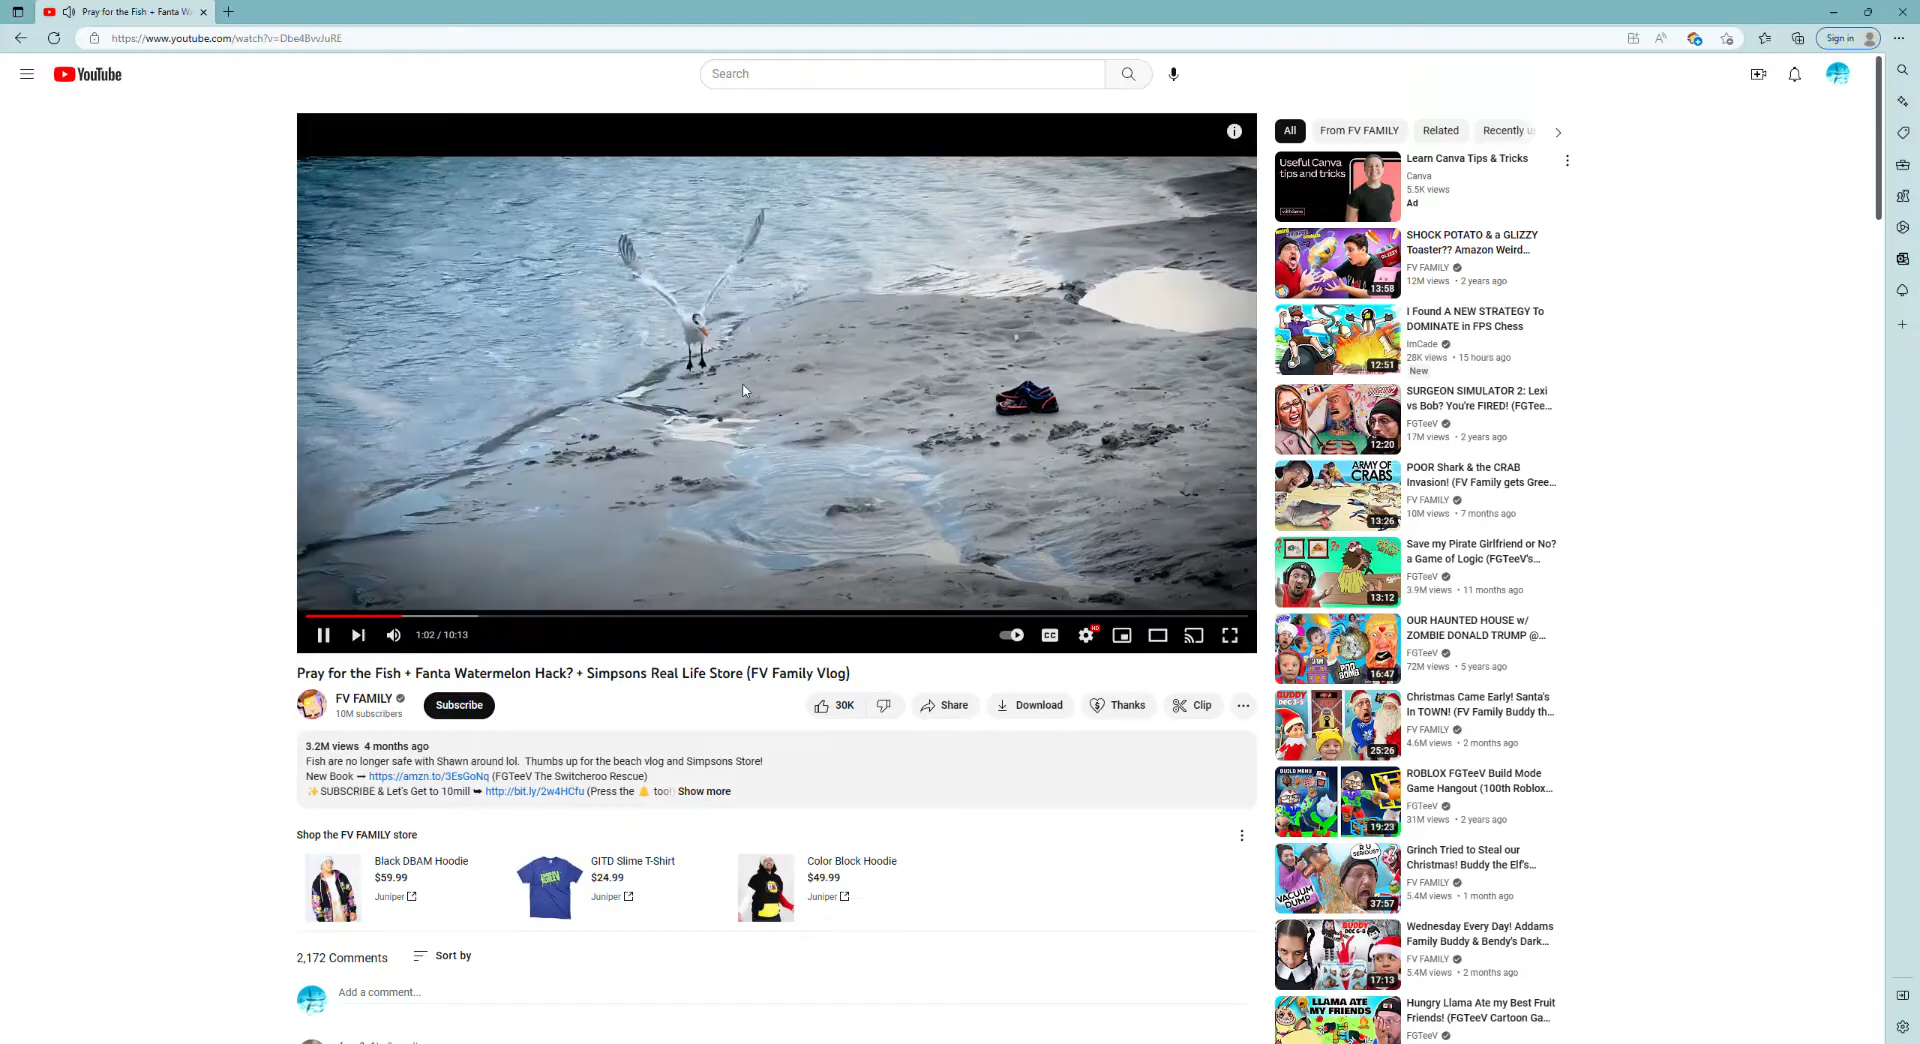 Pray for the Fish + Fanta Wa
https://www.youtube.com/watch?v=Dbe4BvvJuRE
Sign in
YouTube
Search
All
From FV FAMILY
Related
Recently u
Useful Canva
tips and tricks
Learn Canva Tips & Tricks
Canva
5.5K views
Ad
13:58
SHOCK POTATO & a GLIZZY
Toaster?? Amazon Weird...
FV FAMILY
12M views • 2 years ago
12:51
I Found A NEW STRATEGY To
DOMINATE in FPS Chess
ImCade
28K views • 15 hours ago
New
12:20
SURGEON SIMULATOR 2: Lexi
vs Bob? You're FIRED! (FGTee...
FGTeeV
17M views • 2 years ago
ARMY OF
CRABS
13:26
POOR Shark & the CRAB
Invasion! (FV Family gets Gree...
FV FAMILY
10M views • 7 months ago
13:12
Save my Pirate Girlfriend or No?
a Game of Logic (FGTeeV's...
FGTeeV
3.9M views • 11 months ago
16:47
OUR HAUNTED HOUSE w/
ZOMBIE DONALD TRUMP @...
FGTeeV
72M views • 5 years ago
BUDDY
DEC 2-3
25:26
Christmas Came Early! Santa's
In TOWN! (FV Family Buddy th...
FV FAMILY
4.6M views • 2 months ago
BUILD MENU
19:23
ROBLOX FGTeeV Build Mode
Game Hangout (100th Roblox...
FGTeeV
31M views • 2 years ago
R U
SERIOUS?
VACUUM
DUMP
37:57
Grinch Tried to Steal our
Christmas! Buddy the Elf's...
FV FAMILY
5.4M views • 1 month ago
BUDDY
17:13
Wednesday Every Day! Addams
Family Buddy & Bendy's Dark...
FV FAMILY
5.4M views • 2 months ago
LLAMA ATE
MY FRIENDS
Hungry Llama Ate my Best Fruit
Friends! (FGTeeV Cartoon Ga...
FGTeeV
1:02 / 10:13
CC
HD
Pray for the Fish + Fanta Watermelon Hack? + Simpsons Real Life Store (FV Family Vlog)
FV FAMILY
10M subscribers
Subscribe
30K
Share
Download
Thanks
Clip
3.2M views 4 months ago
Fish are no longer safe with Shawn around lol. Thumbs up for the beach vlog and Simpsons Store!
New Book ➞ https://amzn.to/3EsGoNq (FGTeeV The Switcheroo Rescue)
✨SUBSCRIBE & Let's Get to 10mill ➥ http://bit.ly/2w4HCfu (Press the 🔔 too!) Show more
Shop the FV FAMILY store
Black DBAM Hoodie
$59.99
Juniper
GITD Slime T-Shirt
$24.99
Juniper
Color Block Hoodie
$49.99
Juniper
2,172 Comments
Sort by
Add a comment...